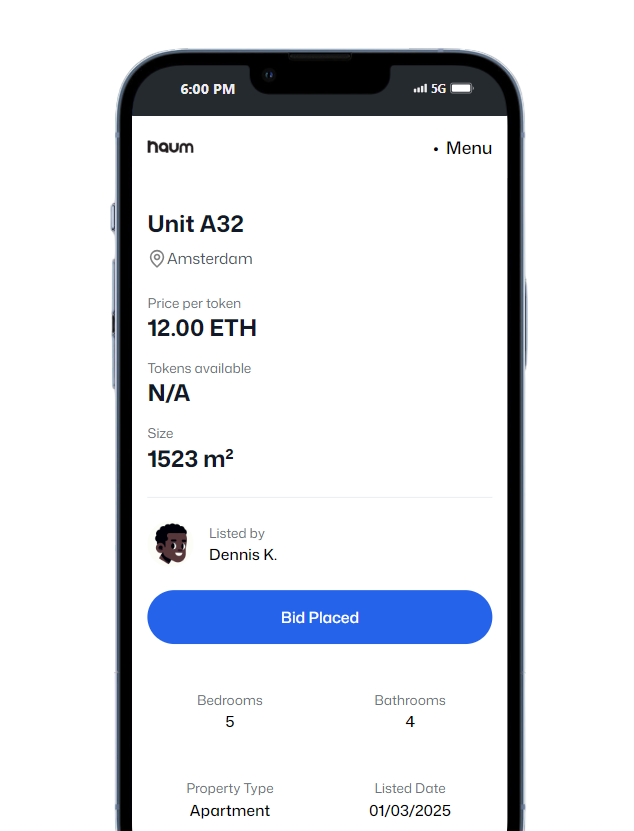 6:00 PM 5G
haum • Menu
Unit A32
Amsterdam
Price per token
12.00 ETH
Tokens available
N/A
Size
1523 m²
Listed by
Dennis K.
Bid Placed
Bedrooms Bathrooms
5 4
Property Type Listed Date
Apartment 01/03/2025